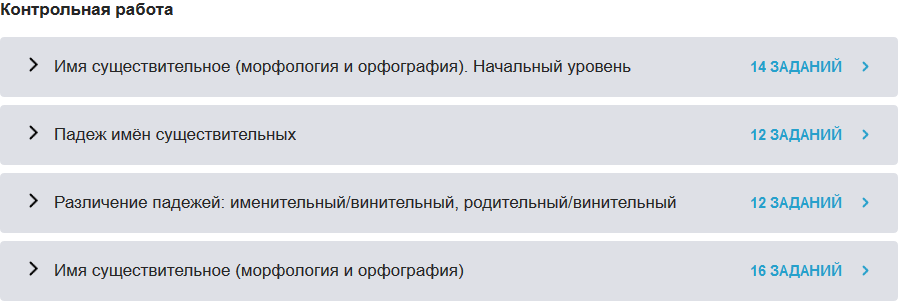 Контрольная работа
Имя существительное (морфология и орфография). Начальный уровень 14 ЗАДАНИЙ
Падеж имён существительных 12 ЗАДАНИЙ
Различение падежей: именительный/винительный, родительный/винительный 12 ЗАДАНИЙ
Имя существительное (морфология и орфография) 16 ЗАДАНИЙ